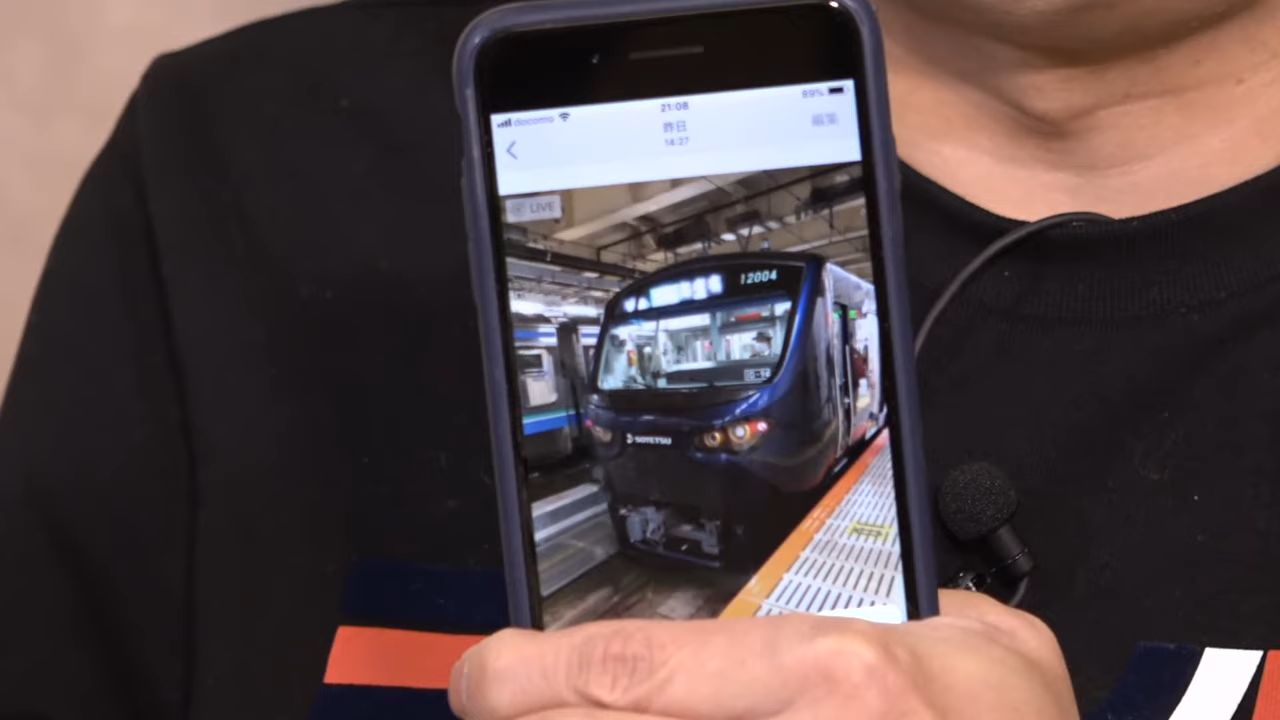 docomo
21:08
89%
昨日
14:27
編集
LIVE
12004
SOTETSU